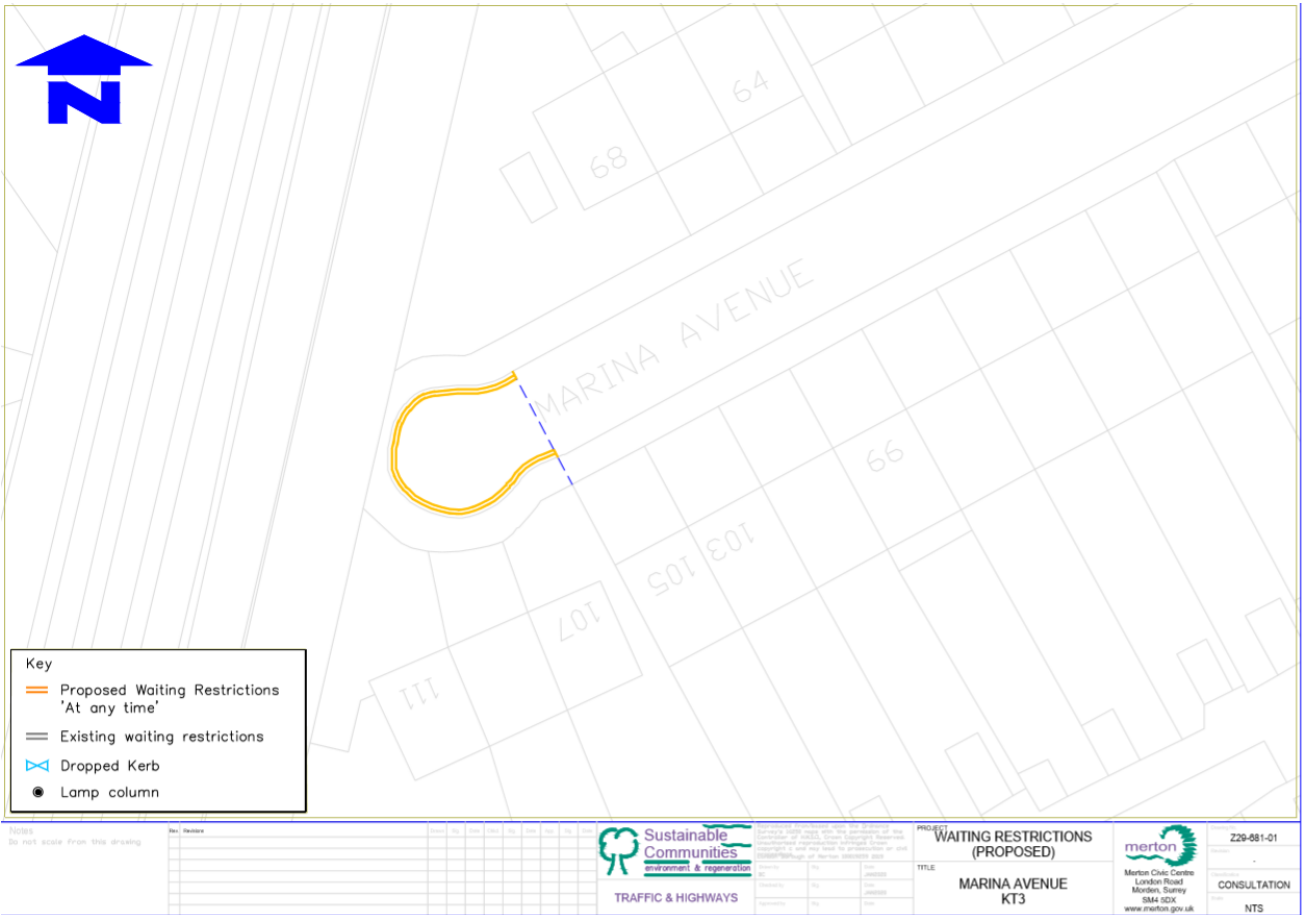 N
64
68
MARINA AVENUE
66
103
105
107
111
Key
Proposed Waiting Restrictions
'At any time'
Existing waiting restrictions
Dropped Kerb
Lamp column
Notes
Do not scale from this drawing
Rev Revisions
Sustainable
Communities
environment & regeneration
TRAFFIC & HIGHWAYS
PROJECT
WAITING RESTRICTIONS
(PROPOSED)
TITLE
MARINA AVENUE
KT3
merton
Merton Civic Centre
London Road
Morden, Surrey
SM4 5DX
www.merton.gov.uk
Z29-681-01
CONSULTATION
NTS